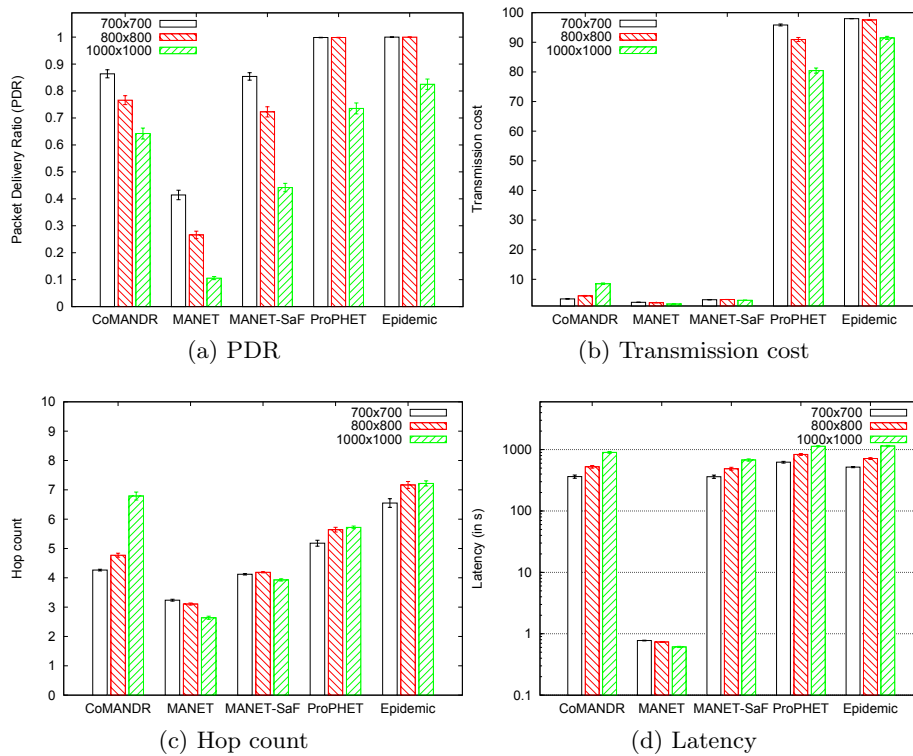 700x700
800x800
1000x1000
Packet Delivery Ratio (PDR)
1
0.9
0.8
0.7
0.6
0.5
0.4
0.3
0.2
0.1
0
CoMANDR MANET MANET-SaF ProPHET Epidemic
(a) PDR
700x700
800x800
1000x1000
Transmission cost
100
90
80
70
60
50
40
30
20
10
CoMANDR MANET MANET-SaF ProPHET Epidemic
(b) Transmission cost
700x700
800x800
1000x1000
Hop count
10
9
8
7
6
5
4
3
2
1
0
CoMANDR MANET MANET-SaF ProPHET Epidemic
(c) Hop count
700x700
800x800
1000x1000
Latency (in s)
1000
100
10
1
0.1
CoMANDR MANET MANET-SaF ProPHET Epidemic
(d) Latency